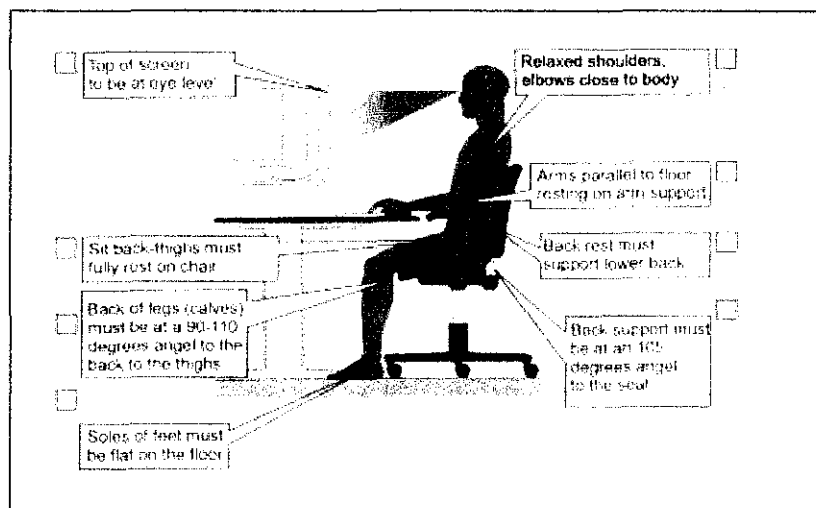 Top of screen
to be at eye level
Relaxed shoulders,
elbows close to body
Arms parallel to floor
resting on arm support
Sit back-thighs must
fully rest on chair
Back rest must
support lower back
Back of legs (calves)
must be at a 90-110
degrees angel to the
back to the thighs
Back support must
be at an 105
degrees angel
to the seat
Soles of feet must
be flat on the floor